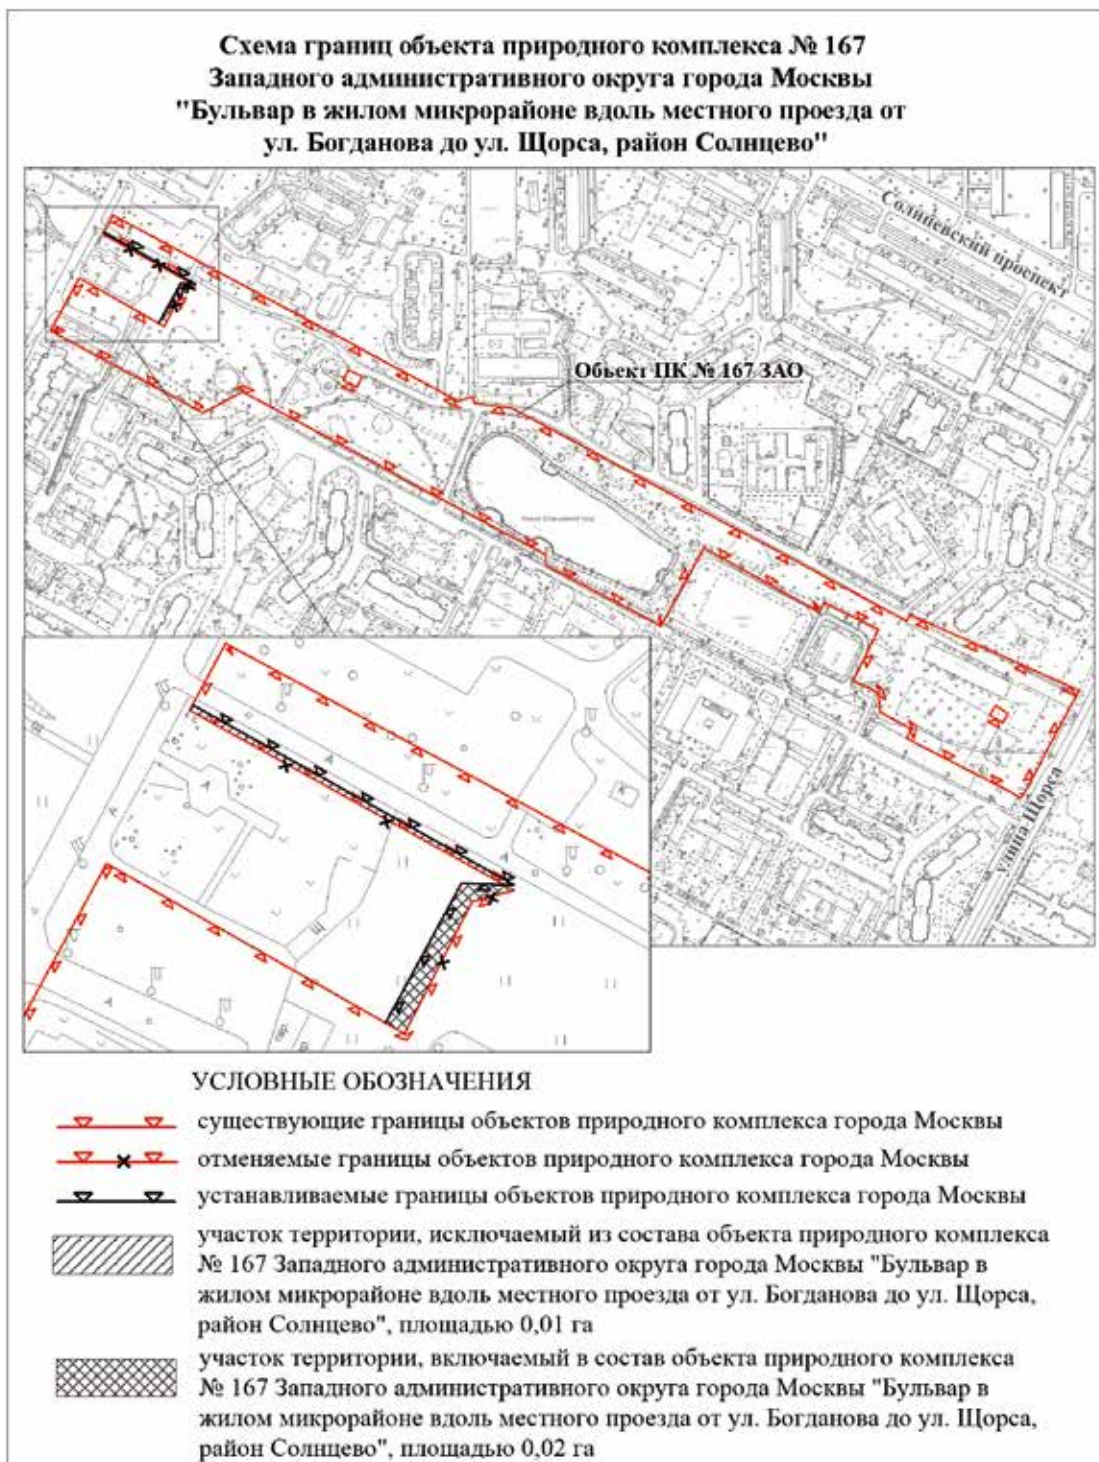 Схема границ объекта природного комплекса № 167
Западного административного округа города Москвы
"Бульвар в жилом микрорайоне вдоль местного проезда от
ул. Богданова до ул. Щорса, район Солнцево"
Солнцевский проспект
Объект ПК № 167 ЗАО
улица Щорса
УСЛОВНЫЕ ОБОЗНАЧЕНИЯ
существующие границы объектов природного комплекса города Москвы
отменяемые границы объектов природного комплекса города Москвы
устанавливаемые границы объектов природного комплекса города Москвы
участок территории, исключаемый из состава объекта природного комплекса
№ 167 Западного административного округа города Москвы "Бульвар в
жилом микрорайоне вдоль местного проезда от ул. Богданова до ул. Щорса,
район Солнцево", площадью 0,01 га
участок территории, включаемый в состав объекта природного комплекса
№ 167 Западного административного округа города Москвы "Бульвар в
жилом микрорайоне вдоль местного проезда от ул. Богданова до ул. Щорса,
район Солнцево", площадью 0,02 га